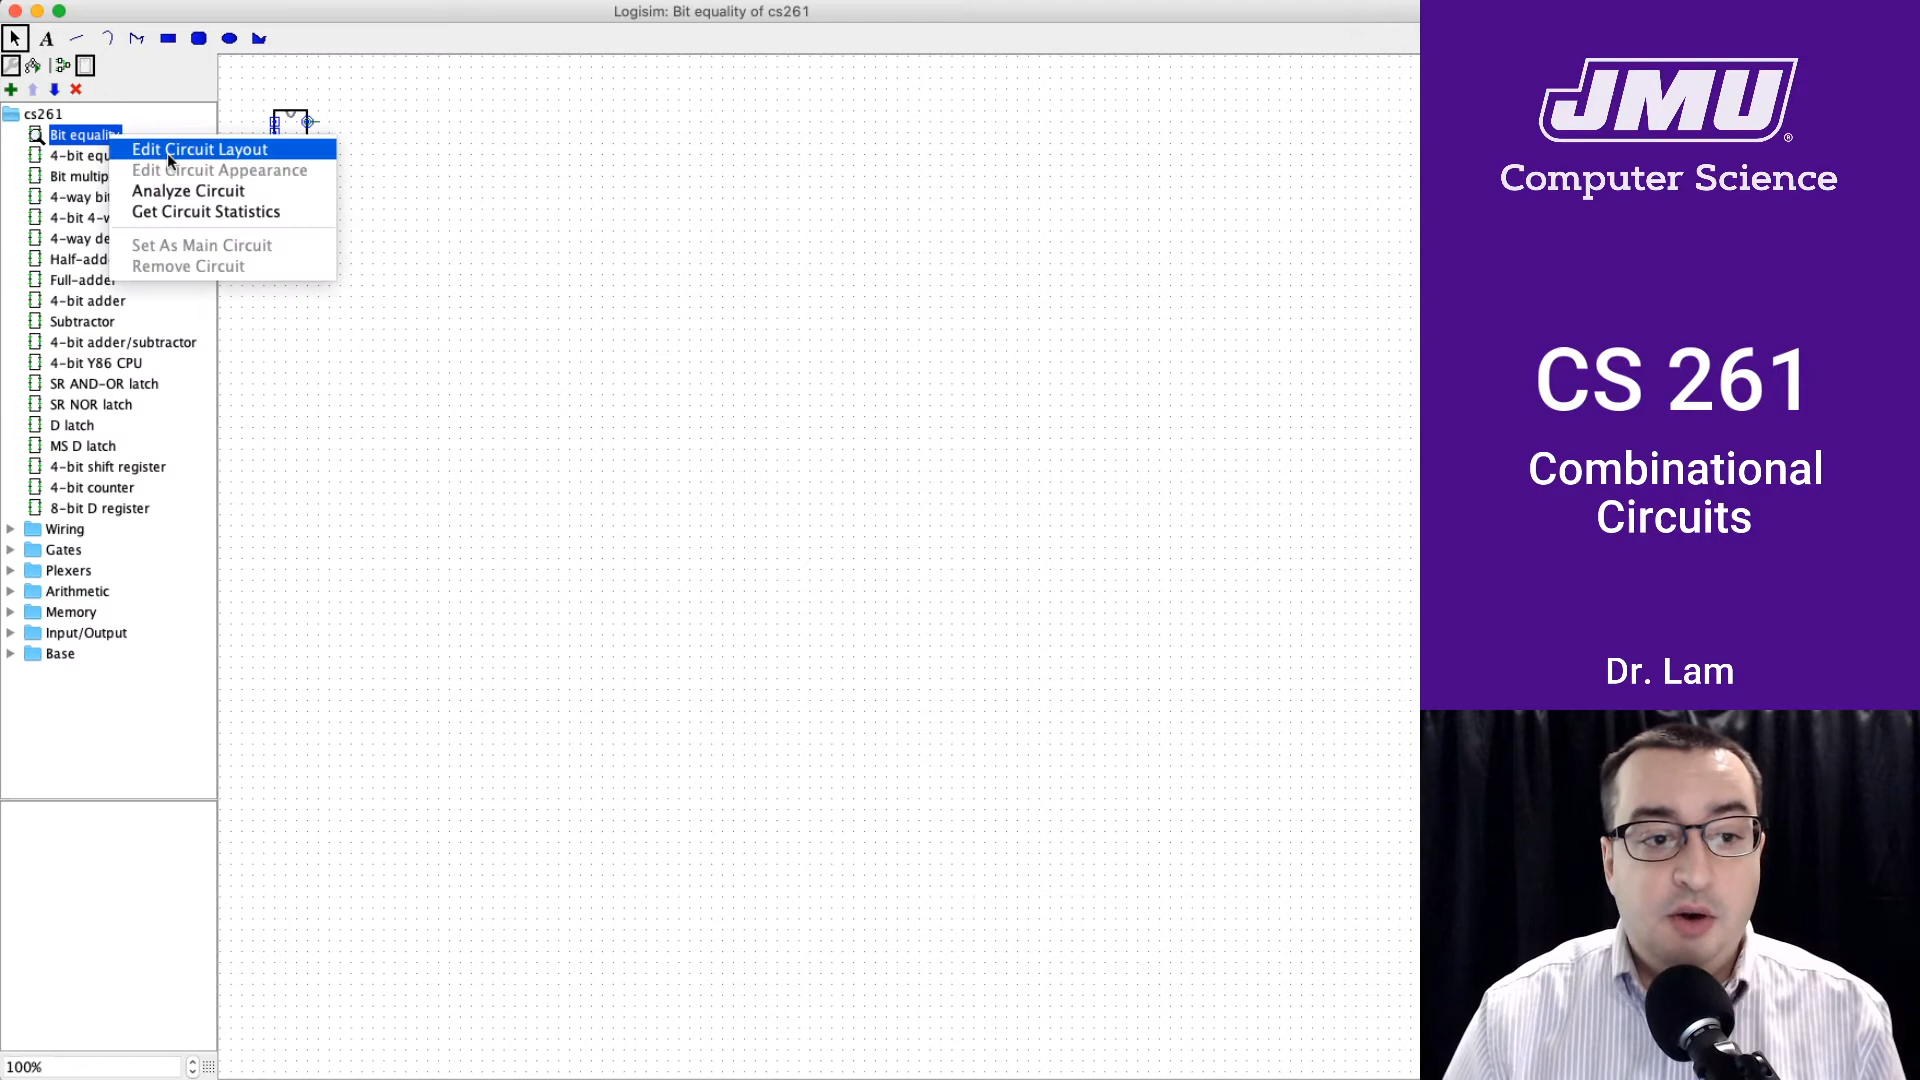 Logisim: Bit equality of cs261
A
cs261
Bit equality
4-bit equ
Bit multip
4-way bit
4-bit 4-w
4-way de
Half-adde
Full-adder
4-bit adder
Subtractor
4-bit adder/subtractor
4-bit Y86 CPU
SR AND-OR latch
SR NOR latch
D latch
MS D latch
4-bit shift register
4-bit counter
8-bit D register
Wiring
Gates
Plexers
Arithmetic
Memory
Input/Output
Base
100%
Edit Circuit Layout
Edit Circuit Appearance
Analyze Circuit
Get Circuit Statistics
Set As Main Circuit
Remove Circuit
JMU
Computer Science
CS 261
Combinational
Circuits
Dr. Lam